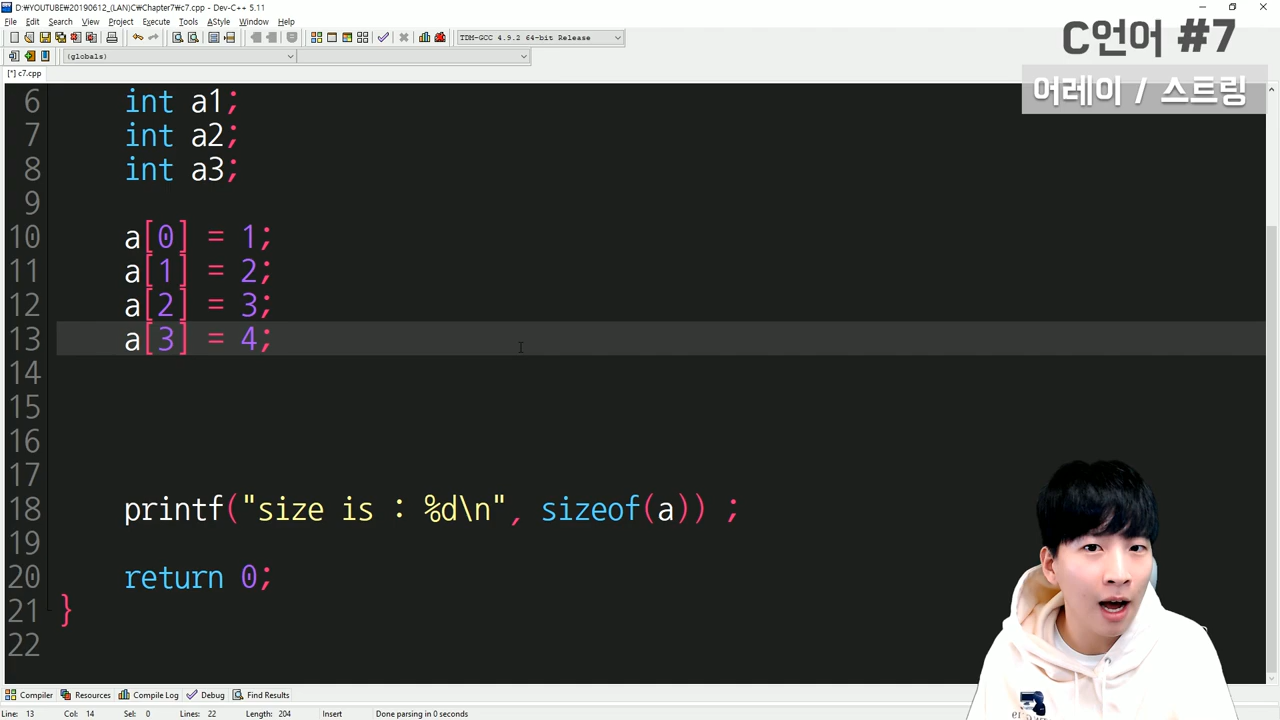 D:₩YOUTUBE₩20190612_(LAN)C₩Chapter7₩c7.cpp - Dev-C++ 5.11
File Edit Search View Project Execute Tools AStyle Window Help
TDM-GCC 4.9.2 64-bit Release
(globals)
[*] c7.cpp
C언어 #7
어레이 / 스트링
6 int a1;
7 int a2;
8 int a3;
9
10 a[0] = 1;
11 a[1] = 2;
12 a[2] = 3;
13 a[3] = 4;
14
15
16
17
18 printf("size is : %d\n", sizeof(a)) ;
19
20 return 0;
21 }
22
Compiler Resources Compile Log Debug Find Results
Line: 13 Col: 14 Sel: 0 Lines: 22 Length: 204 Insert Done parsing in 0 seconds